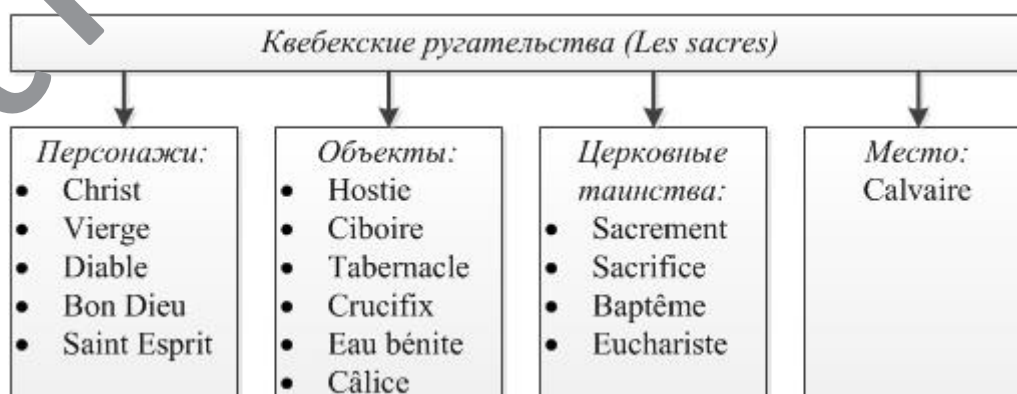 Квебекские ругательства (Les sacres)
Персонажи:
• Christ
• Vierge
• Diable
• Bon Dieu
• Saint Esprit
Объекты:
• Hostie
• Ciboire
• Tabernacle
• Crucifix
• Eau bénite
• Câlice
Церковные
таинства:
• Sacrement
• Sacrifice
• Baptême
• Euchariste
Место:
Calvaire